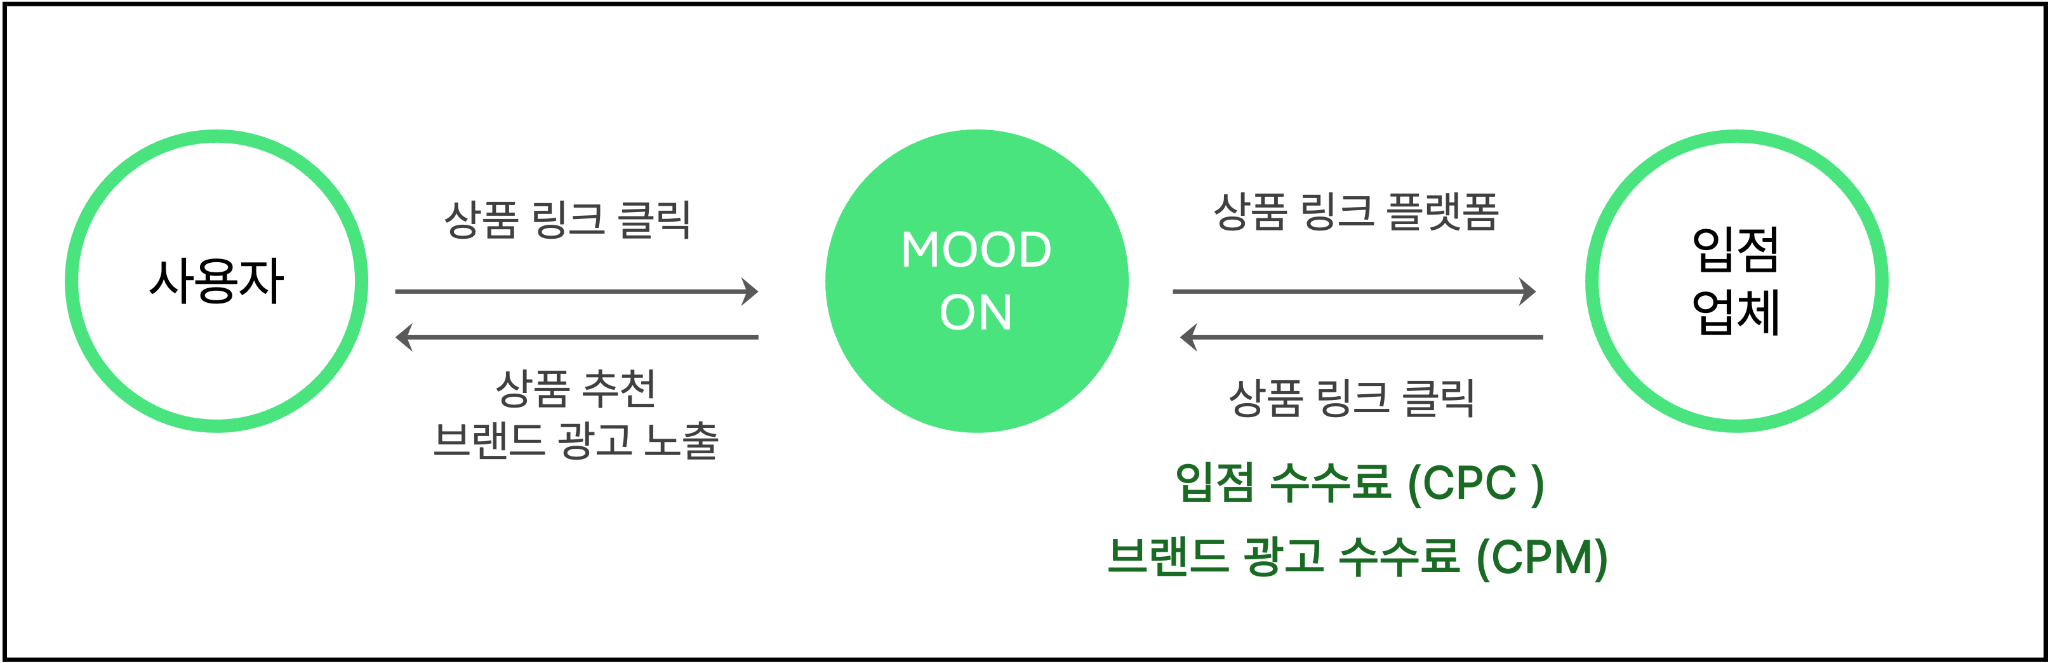 사용자
상품 링크 클릭
상품 추천
브랜드 광고 노출
MOOD
ON
상품 링크 플랫폼
상품 링크 클릭
입점 수수료 (CPC )
브랜드 광고 수수료 (CPM)
입점
업체